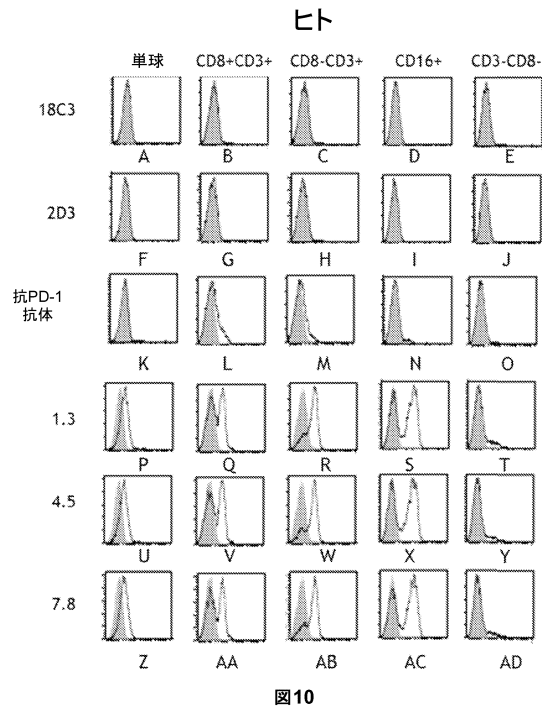 ヒト
単球 CD8+CD3+ CD8-CD3+ CD16+ CD3-CD8-
18C3
A B C D E
2D3
F G H I J
抗PD-1
抗体
K L M N O
1.3
P Q R S T
4.5
U V W X Y
7.8
Z AA AB AC AD
図10